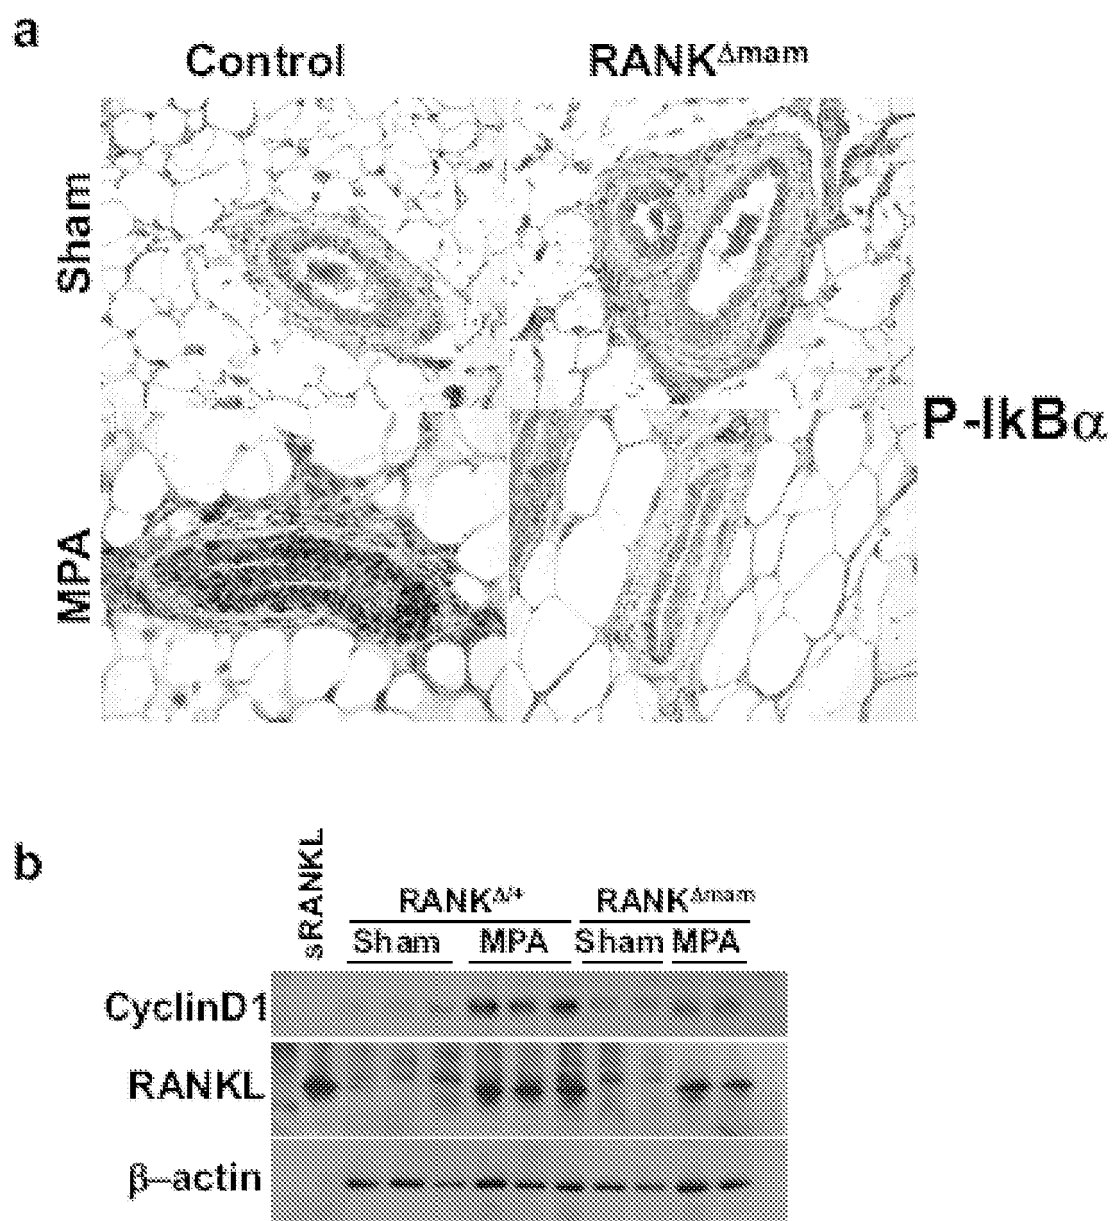 a
Control RANKΔmam
Sham
MPA
P-IkBα
b
sRANKL
RANKΔ/+ RANKΔmam
Sham MPA Sham MPA
CyclinD1
RANKL
β–actin